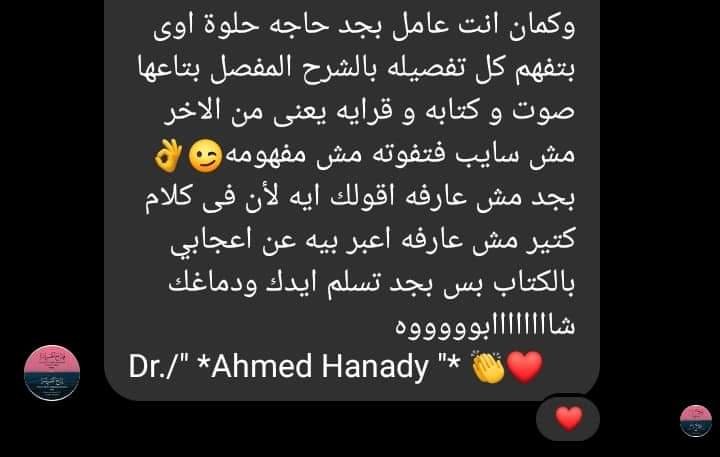 وكمان انت عامل بجد حاجه حلوة اوى
بتفهم كل تفصيله بالشرح المفصل بتاعها
صوت و كتابه و قرايه يعنى من الاخر
مش سايب فتفوته مش مفهومه😉👌
بجد مش عارفه اقولك ايه لأن فى كلام
كتير مش عارفه اعبر بيه عن اعجابي
بالكتاب بس بجد تسلم ايدك ودماغك
شااااااااابوووووه
Dr./" *Ahmed Hanady "* 👏❤️
❤️